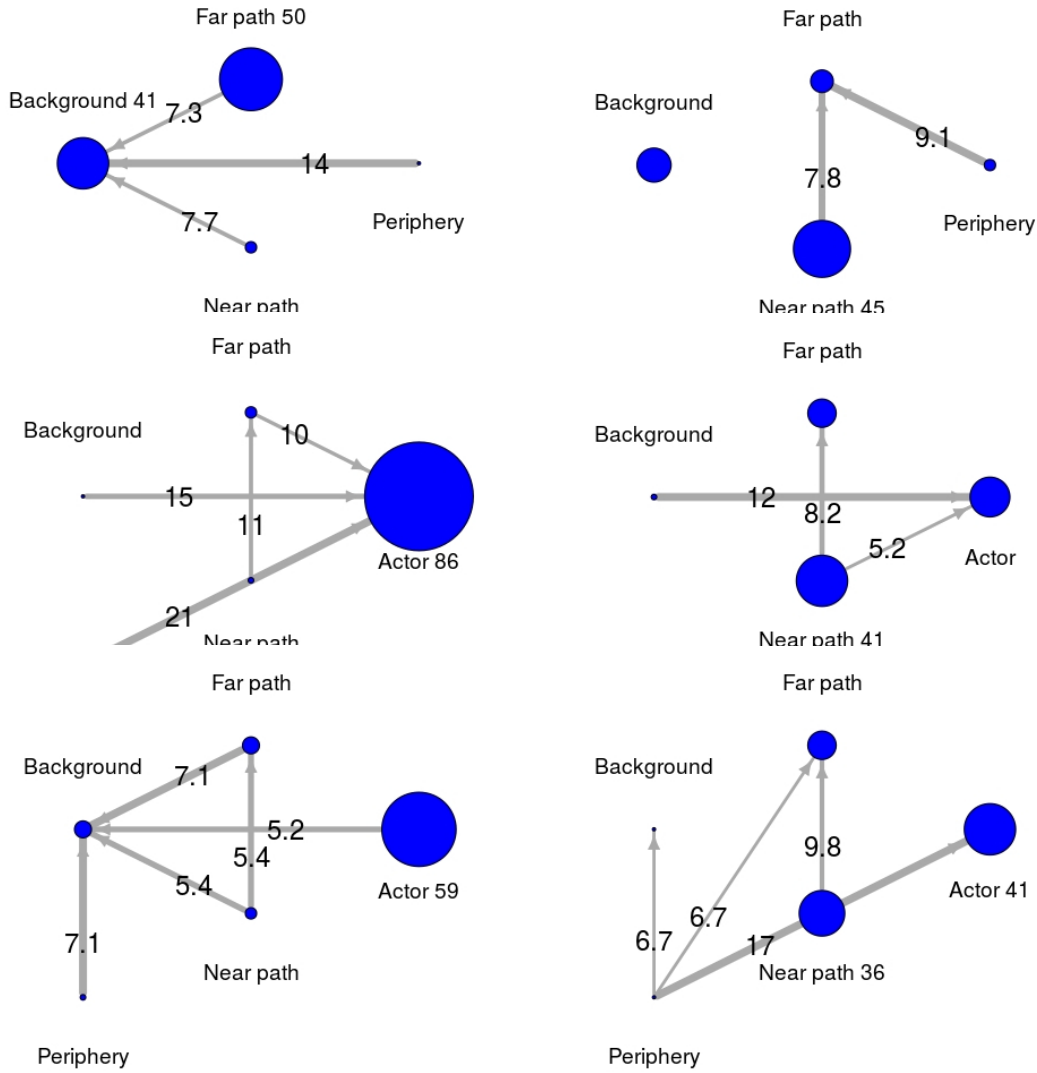 Far path 50
Background 41
7.3
14
7.7
Periphery
Near path
Far path
Background
9.1
7.8
Periphery
Near path 45
Far path
Background
10
15
11
Actor 86
21
Near path
Far path
Background
12
8.2
5.2
Actor
Near path 41
Far path
Background
7.1
5.2
5.4
5.4
Actor 59
7.1
Near path
Periphery
Far path
Background
9.8
Actor 41
6.7
6.7
17
Near path 36
Periphery